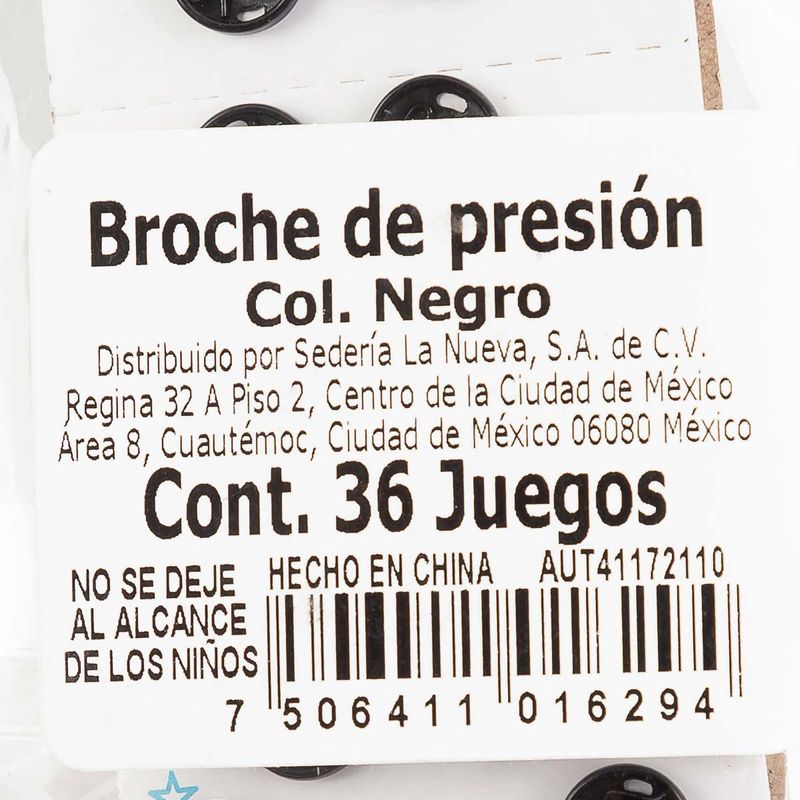 Broche de presión
Col. Negro
Distribuido por Sedería La Nueva, S.A. de C.V.
Regina 32 A Piso 2, Centro de la Ciudad de México
Área 8, Cuautémoc, Ciudad de México 06080 México
Cont. 36 Juegos
NO SE DEJE
AL ALCANCE
DE LOS NIÑOS
HECHO EN CHINA AUT41172110
7 506411 016294